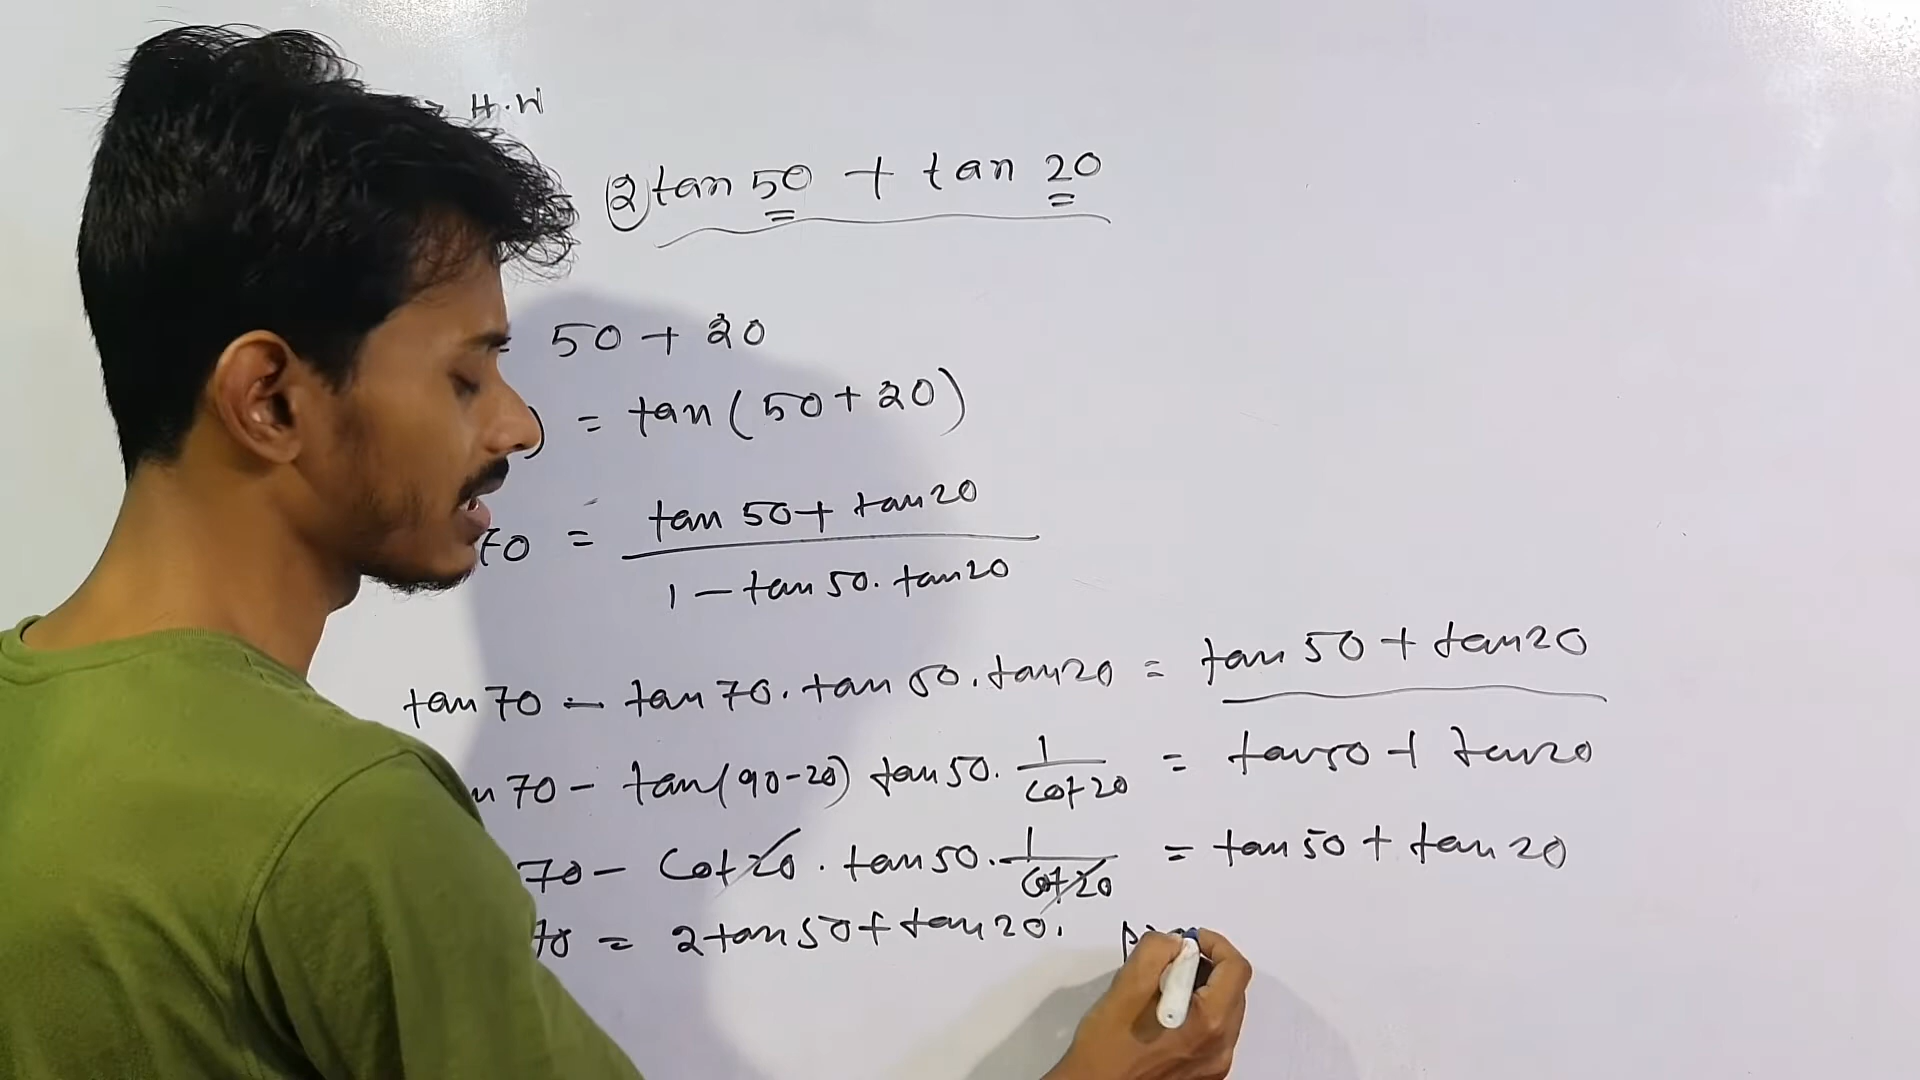 → H.W
2 tan 50 + tan 20
= 50 + 20
) = tan ( 50 + 20 )
70 = tan 50 + tan 20
1 - tan 50 . tan 20
tan 70 - tan 70 . tan 50 . tan 20 = tan 50 + tan 20
n 70 - tan (90-20) tan 50 . 1/cot 20 = tan 50 + tan 20
70 - cot 20 . tan 50 . 1/cot 20 = tan 50 + tan 20
70 = 2 tan 50 + tan 20 .